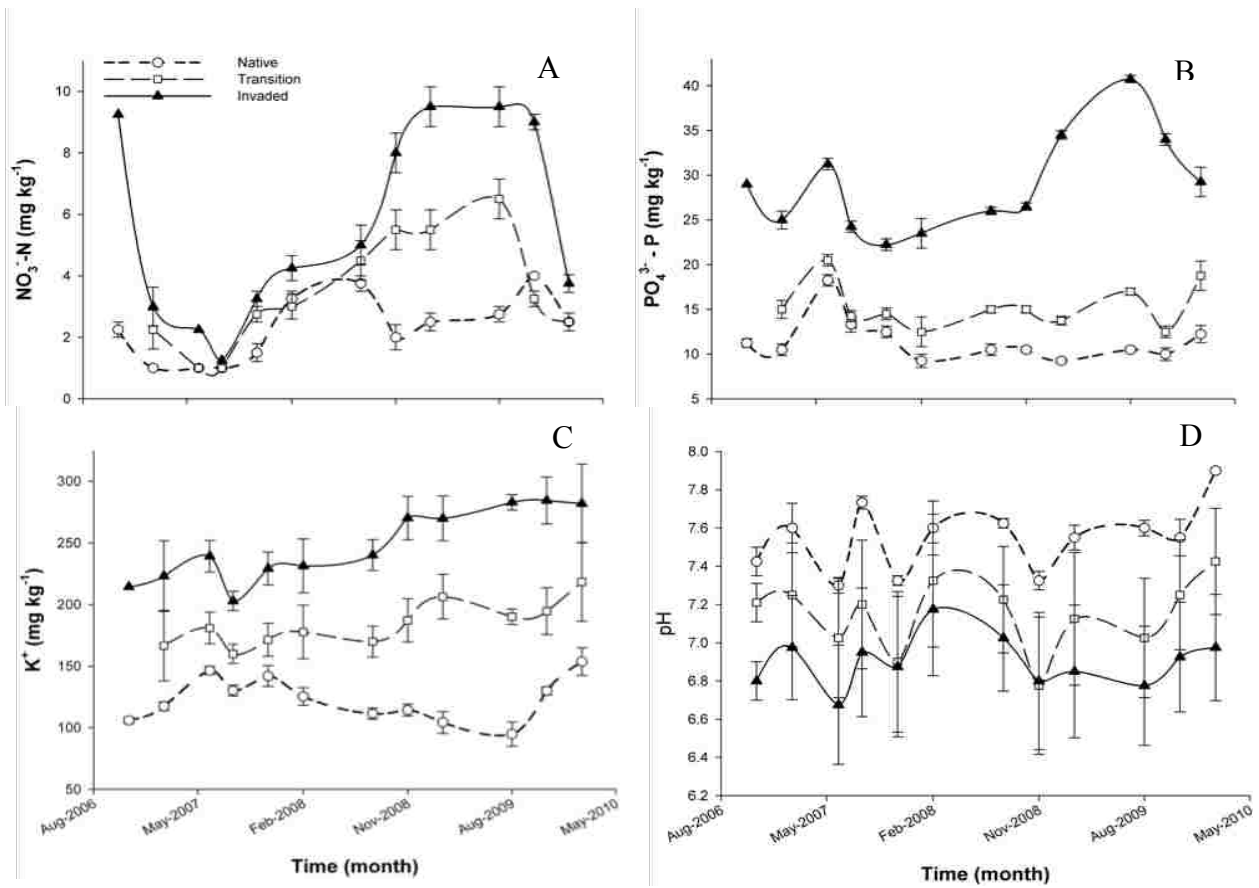 A
Native
Transition
Invaded
NO3⁻-N (mg kg⁻¹)
10
8
6
4
2
0
B
PO₄³⁻ - P (mg kg⁻¹)
40
35
30
25
20
15
10
5
C
K⁺ (mg kg⁻¹)
300
250
200
150
100
50
Aug-2006
May-2007
Feb-2008
Nov-2008
Aug-2009
May-2010
Time (month)
D
pH
8.0
7.8
7.6
7.4
7.2
7.0
6.8
6.6
6.4
6.2
Aug-2006
May-2007
Feb-2008
Nov-2008
Aug-2009
May-2010
Time (month)